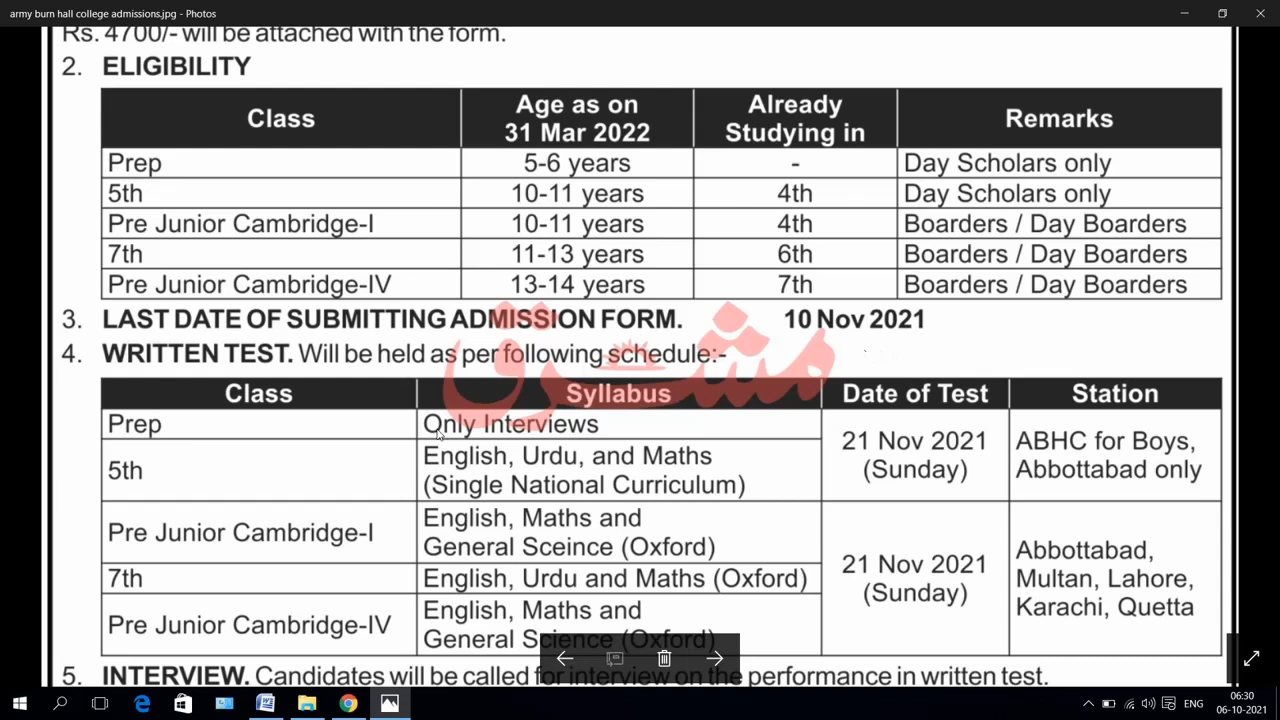 army burn hall college admissions.jpg - Photos
Rs. 4700/- will be attached with the form.
2. ELIGIBILITY
Class Age as on 31 Mar 2022 Already Studying in Remarks
Prep 5-6 years - Day Scholars only
5th 10-11 years 4th Day Scholars only
Pre Junior Cambridge-I 10-11 years 4th Boarders / Day Boarders
7th 11-13 years 6th Boarders / Day Boarders
Pre Junior Cambridge-IV 13-14 years 7th Boarders / Day Boarders
3. LAST DATE OF SUBMITTING ADMISSION FORM. 10 Nov 2021
4. WRITTEN TEST. Will be held as per following schedule:-
مشرق
Class Syllabus Date of Test Station
Prep Only Interviews
5th English, Urdu, and Maths
(Single National Curriculum)
21 Nov 2021
(Sunday)
ABHC for Boys,
Abbottabad only
Pre Junior Cambridge-I English, Maths and
General Sceince (Oxford)
7th English, Urdu and Maths (Oxford)
Pre Junior Cambridge-IV English, Maths and
General Science (Oxford)
21 Nov 2021
(Sunday)
Abbottabad,
Multan, Lahore,
Karachi, Quetta
5. INTERVIEW. Candidates will be called for interview on the performance in written test.
ENG
06:30
06-10-2021